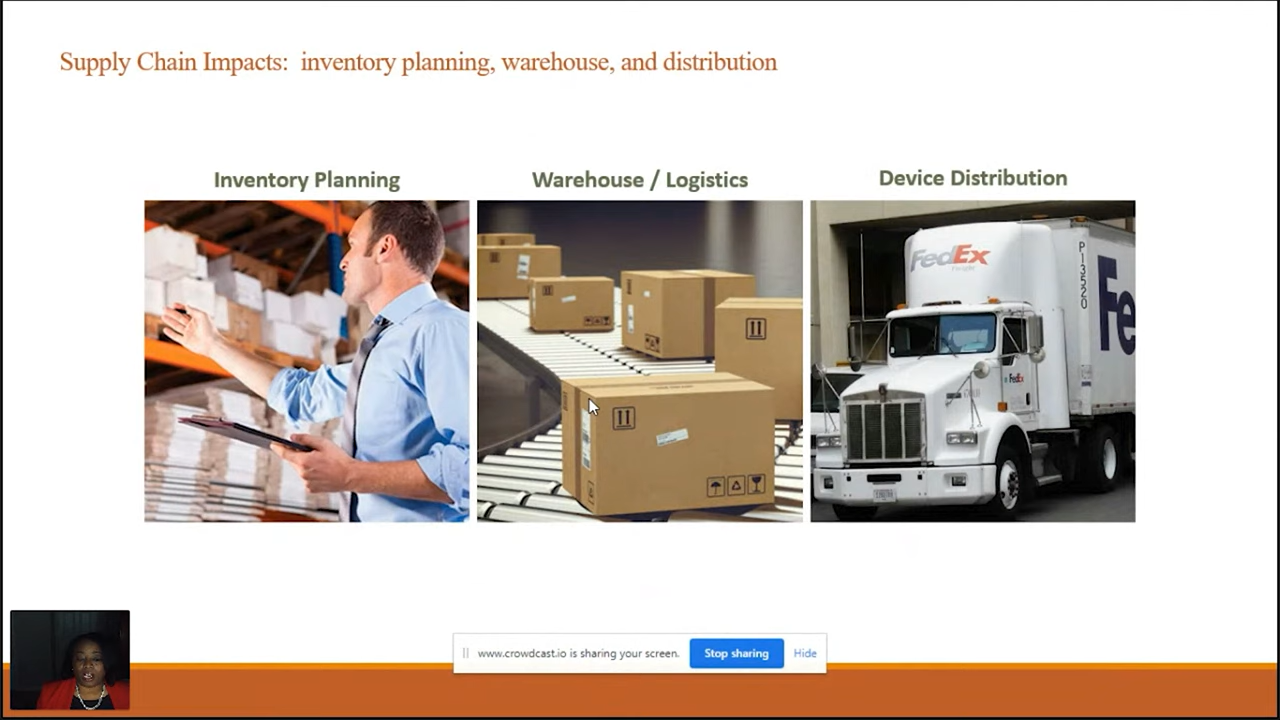 Supply Chain Impacts: inventory planning, warehouse, and distribution
Inventory Planning
Warehouse / Logistics
Device Distribution
FedEx
P13520
Fe
FedEx
www.crowdcast.io is sharing your screen.
Stop sharing
Hide